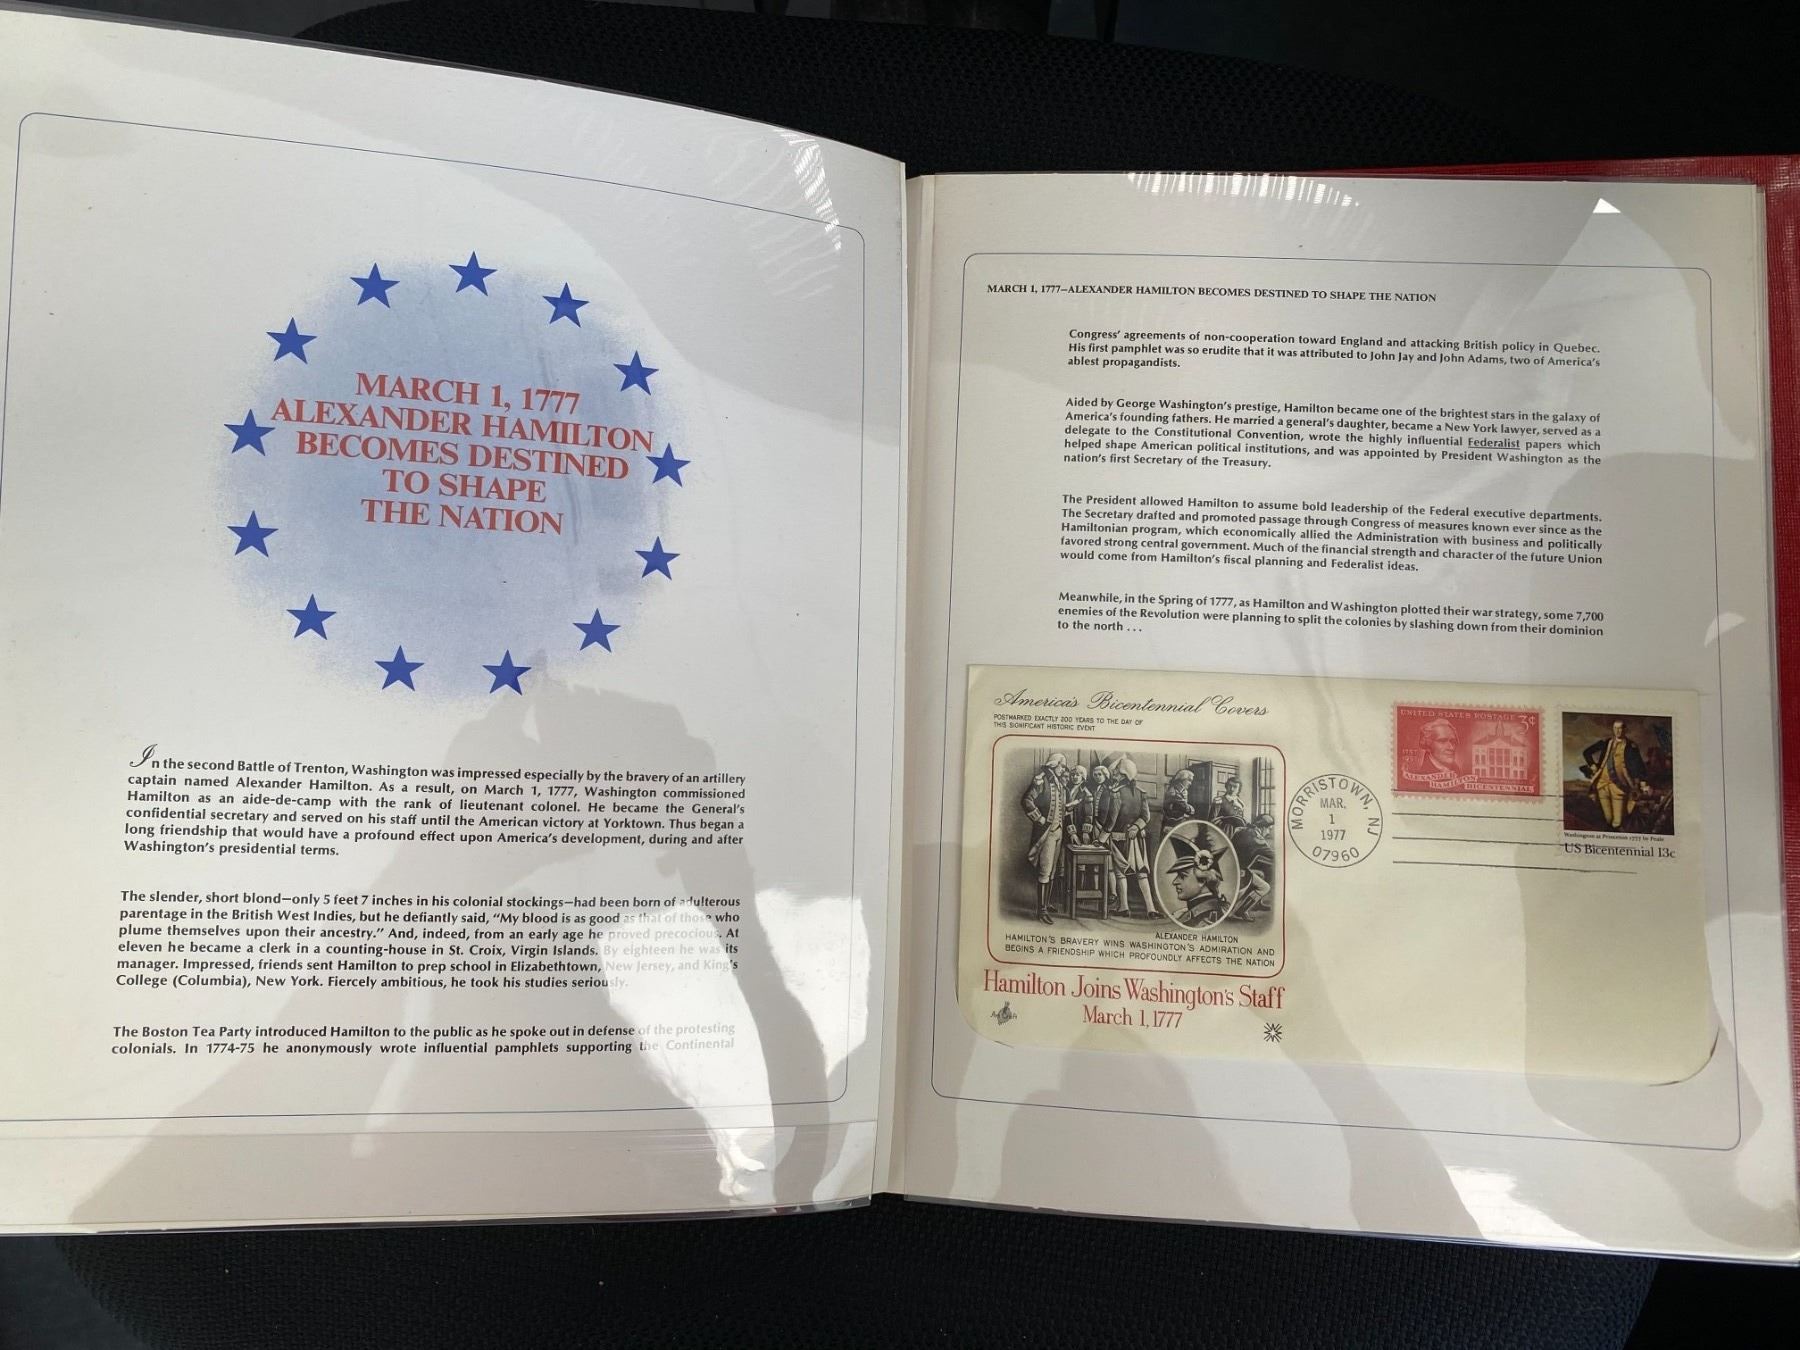 MARCH 1, 1777
ALEXANDER HAMILTON
BECOMES DESTINED
TO SHAPE
THE NATION
In the second Battle of Trenton, Washington was impressed especially by the bravery of an artillery
captain named Alexander Hamilton. As a result, on March 1, 1777, Washington commissioned
Hamilton as an aide-de-camp with the rank of lieutenant colonel. He became the General's
confidential secretary and served on his staff until the American victory at Yorktown. Thus began a
long friendship that would have a profound effect upon America's development, during and after
Washington's presidential terms.
The slender, short blond—only 5 feet 7 inches in his colonial stockings—had been born of adulterous
parentage in the British West Indies, but he defiantly said, "My blood is as good as that of those who
plume themselves upon their ancestry." And, indeed, from an early age he proved precocious. At
eleven he became a clerk in a counting-house in St. Croix, Virgin Islands. By eighteen he was its
manager. Impressed, friends sent Hamilton to prep school in Elizabethtown, New Jersey, and King's
College (Columbia), New York. Fiercely ambitious, he took his studies seriously.
The Boston Tea Party introduced Hamilton to the public as he spoke out in defense of the protesting
colonials. In 1774-75 he anonymously wrote influential pamphlets supporting the Continental
MARCH 1, 1777—ALEXANDER HAMILTON BECOMES DESTINED TO SHAPE THE NATION
Congress' agreements of non-cooperation toward England and attacking British policy in Quebec.
His first pamphlet was so erudite that it was attributed to John Jay and John Adams, two of America's
ablest propagandists.
Aided by George Washington's prestige, Hamilton became one of the brightest stars in the galaxy of
America's founding fathers. He married a general's daughter, became a New York lawyer, served as a
delegate to the Constitutional Convention, wrote the highly influential Federalist papers which
helped shape American political institutions, and was appointed by President Washington as the
nation's first Secretary of the Treasury.
The President allowed Hamilton to assume bold leadership of the Federal executive departments.
The Secretary drafted and promoted passage through Congress of measures known ever since as the
Hamiltonian program, which economically allied the Administration with business and politically
favored strong central government. Much of the financial strength and character of the future Union
would come from Hamilton's fiscal planning and Federalist ideas.
Meanwhile, in the Spring of 1777, as Hamilton and Washington plotted their war strategy, some 7,700
enemies of the Revolution were planning to split the colonies by slashing down from their dominion
to the north . . .
America's Bicentennial Covers
POSTMARKED EXACTLY 200 YEARS TO THE DAY OF
THIS SIGNIFICANT HISTORIC EVENT
ALEXANDER HAMILTON
HAMILTON'S BRAVERY WINS WASHINGTON'S ADMIRATION AND
BEGINS A FRIENDSHIP WHICH PROFOUNDLY AFFECTS THE NATION
Hamilton Joins Washington's Staff
March 1, 1777
MORRISTOWN, NJ
MAR.
1
1977
07960
UNITED STATES POSTAGE 3¢
1757
1957
ALEXANDER
HAMILTON BICENTENNIAL
Washington at Princeton 1777 by Peale
US Bicentennial 13c